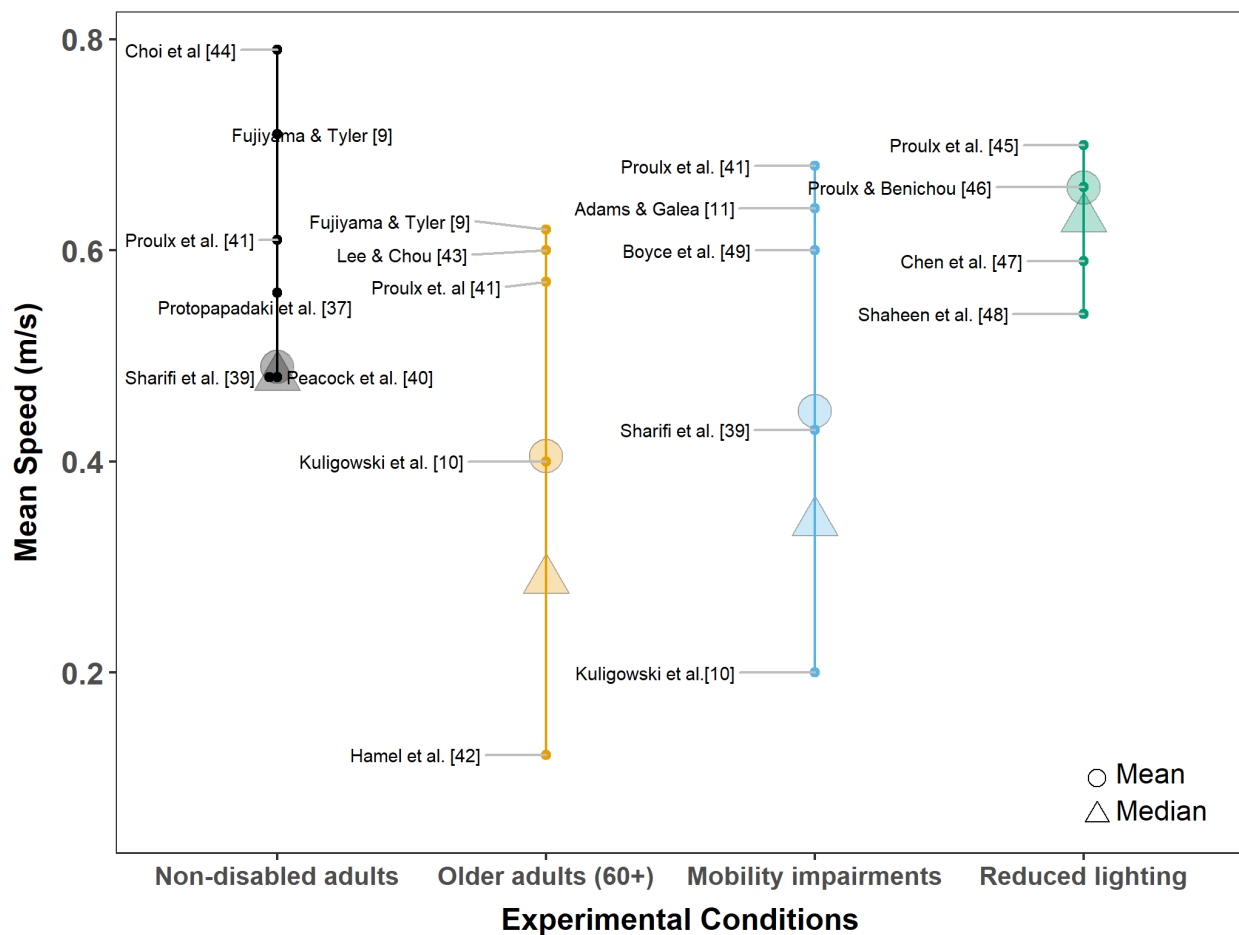 0.8
0.6
0.4
0.2
Mean Speed (m/s)
Choi et al [44]
Fujiyama & Tyler [9]
Proulx et al. [41]
Protopapadaki et al. [37]
Sharifi et al. [39]
Peacock et al. [40]
Fujiyama & Tyler [9]
Lee & Chou [43]
Proulx et. al [41]
Kuligowski et al. [10]
Hamel et al. [42]
Proulx et al. [41]
Adams & Galea [11]
Boyce et al. [49]
Sharifi et al. [39]
Kuligowski et al.[10]
Proulx et al. [45]
Proulx & Benichou [46]
Chen et al. [47]
Shaheen et al. [48]
Mean
Median
Non-disabled adults
Older adults (60+)
Mobility impairments
Reduced lighting
Experimental Conditions